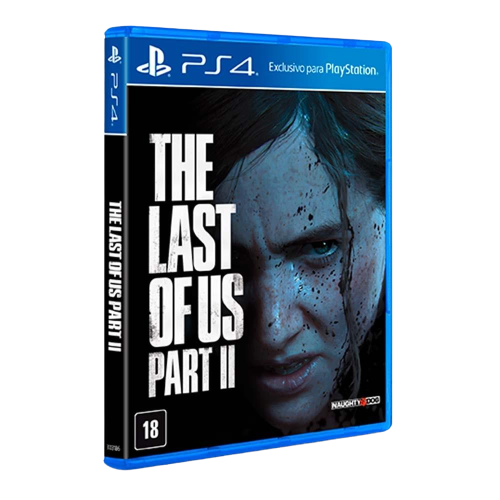 PS4
Exclusivo para PlayStation.
THE
LAST
OF US
PART II
NAUGHTY DOG
18
PS4
THE LAST OF US PART II